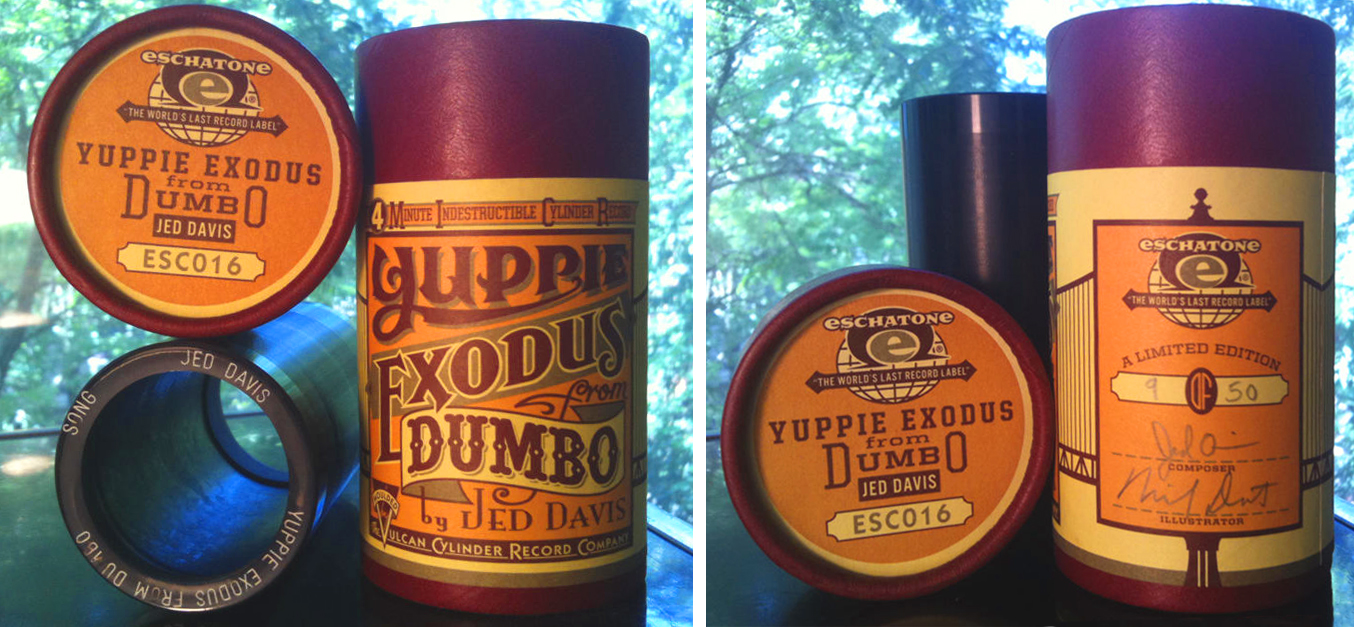 eSCHATONe
e
"THE WORLD'S LAST RECORD LABEL"
YUPPIE EXODUS
from
DUMBO
JED DAVIS
ESC016
SONG
JED DAVIS
YUPPIE EXODUS FROM DU
4 MINUTE INDESTRUCTIBLE CYLINDER RECORD
YUPPIE
EXODUS
from
DUMBO
by JED DAVIS
MOULDED
VULCAN CYLINDER RECORD COMPANY
eSCHATONe
e
"THE WORLD'S LAST RECORD LABEL"
YUPPIE EXODUS
from
DUMBO
JED DAVIS
ESC016
eSCHATONe
e
"THE WORLD'S LAST RECORD LABEL"
A LIMITED EDITION
9 OF 50
COMPOSER
ILLUSTRATOR